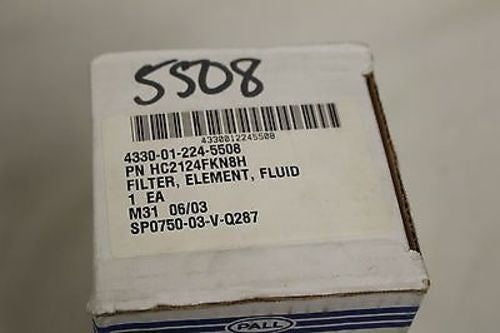 5508
4330012245508
4330-01-224-5508
PN HC2124FKN8H
FILTER, ELEMENT, FLUID
1 EA
M31 06/03
SP0750-03-V-Q287
PALL